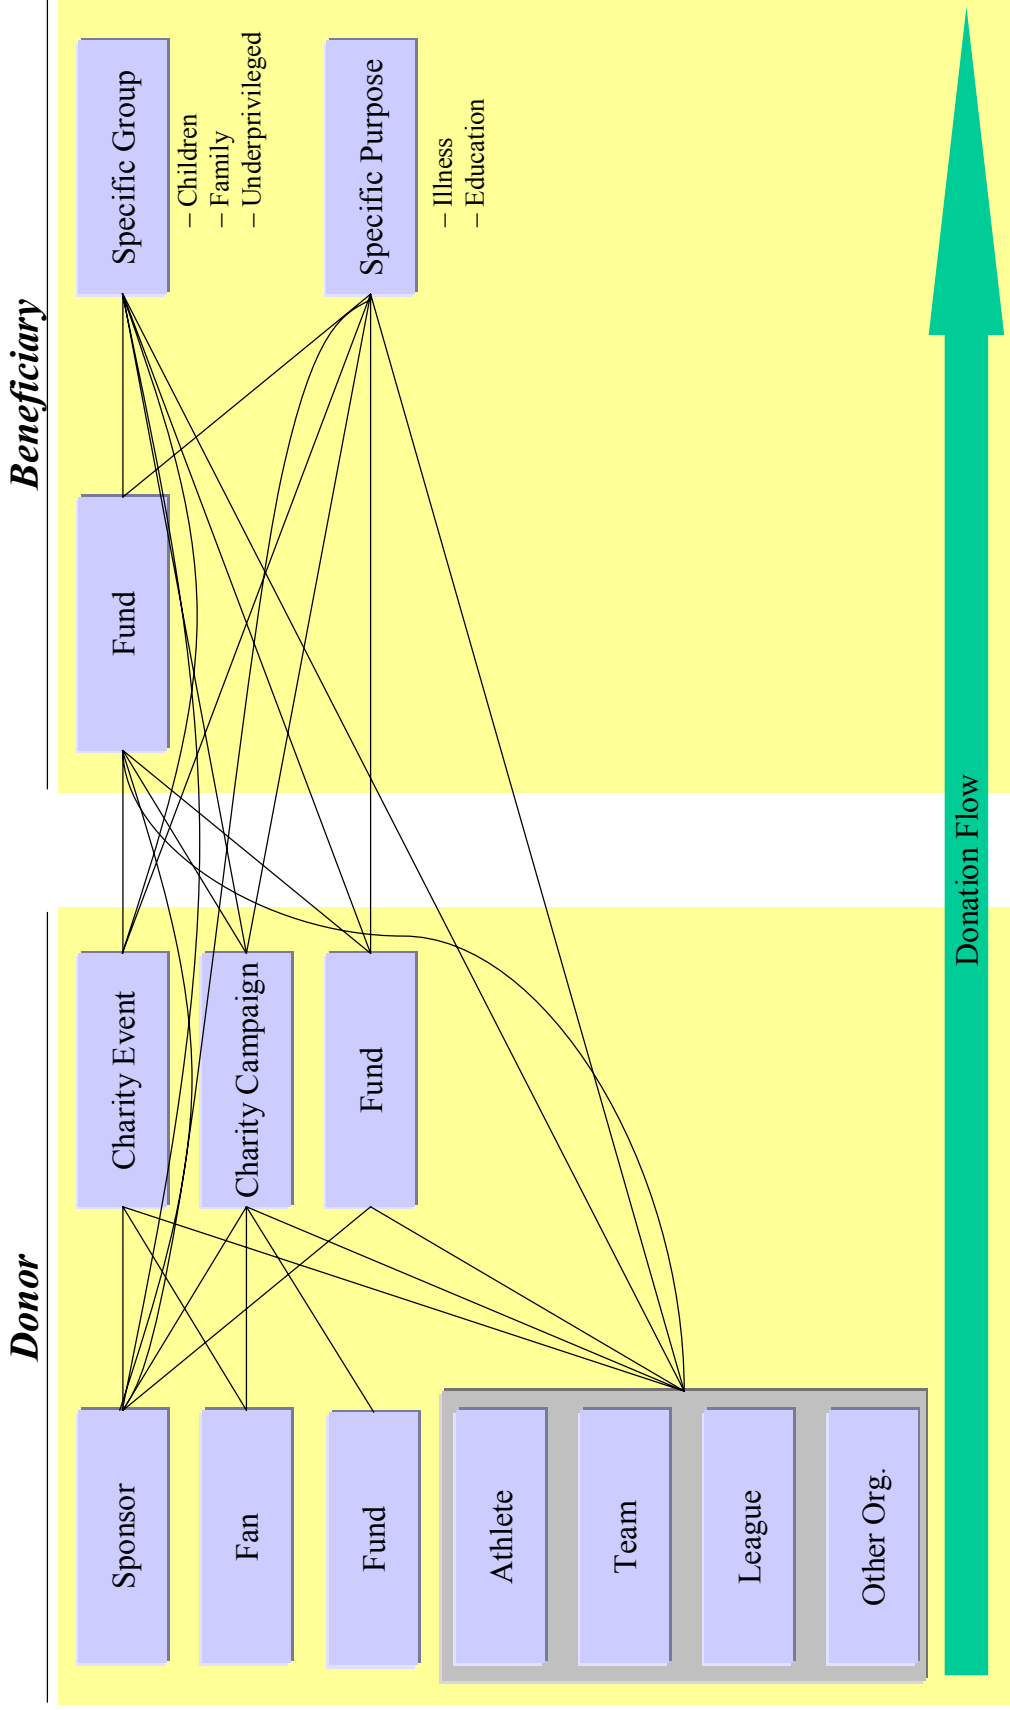 Donor
Beneficiary
Sponsor
Fan
Fund
Athlete
Team
League
Other Org.
Charity Event
Charity Campaign
Fund
Fund
Specific Group
– Children
– Family
– Underprivileged
Specific Purpose
– Illness
– Education
Donation Flow